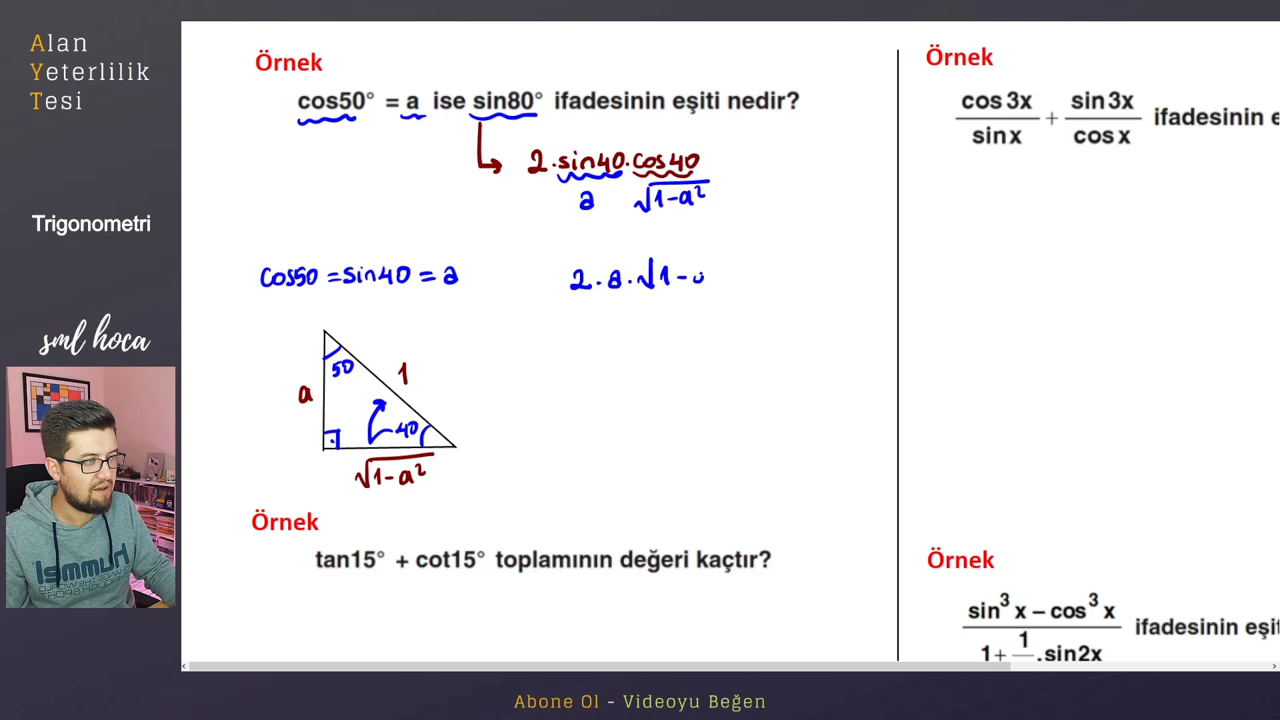 Alan
Yeterlilik
Tesi
Trigonometri
sml hoca
Örnek
cos50° = a ise sin80° ifadesinin eşiti nedir?
2·sin40·cos40
a √1-a²
cos50 = sin40 = a
2·a·√1-
50
1
a
40
√1-a²
Örnek
tan15° + cot15° toplamının değeri kaçtır?
Örnek
cos 3x / sin x + sin 3x / cos x ifadesinin e
Örnek
sin³ x – cos³ x / 1+ 1 .sin2x ifadesinin eşi
Abone Ol - Videoyu Beğen